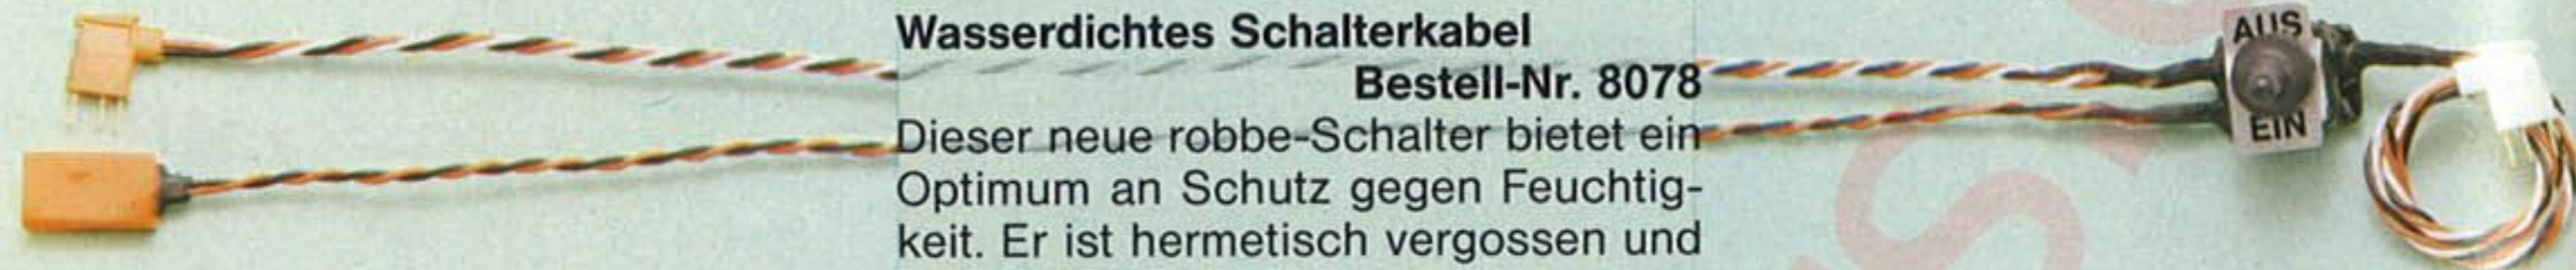 Wasserdichtes Schalterkabel
Bestell-Nr. 8078
Dieser neue robbe-Schalter bietet ein
Optimum an Schutz gegen Feuchtig-
keit. Er ist hermetisch vergossen und
AUS
EIN